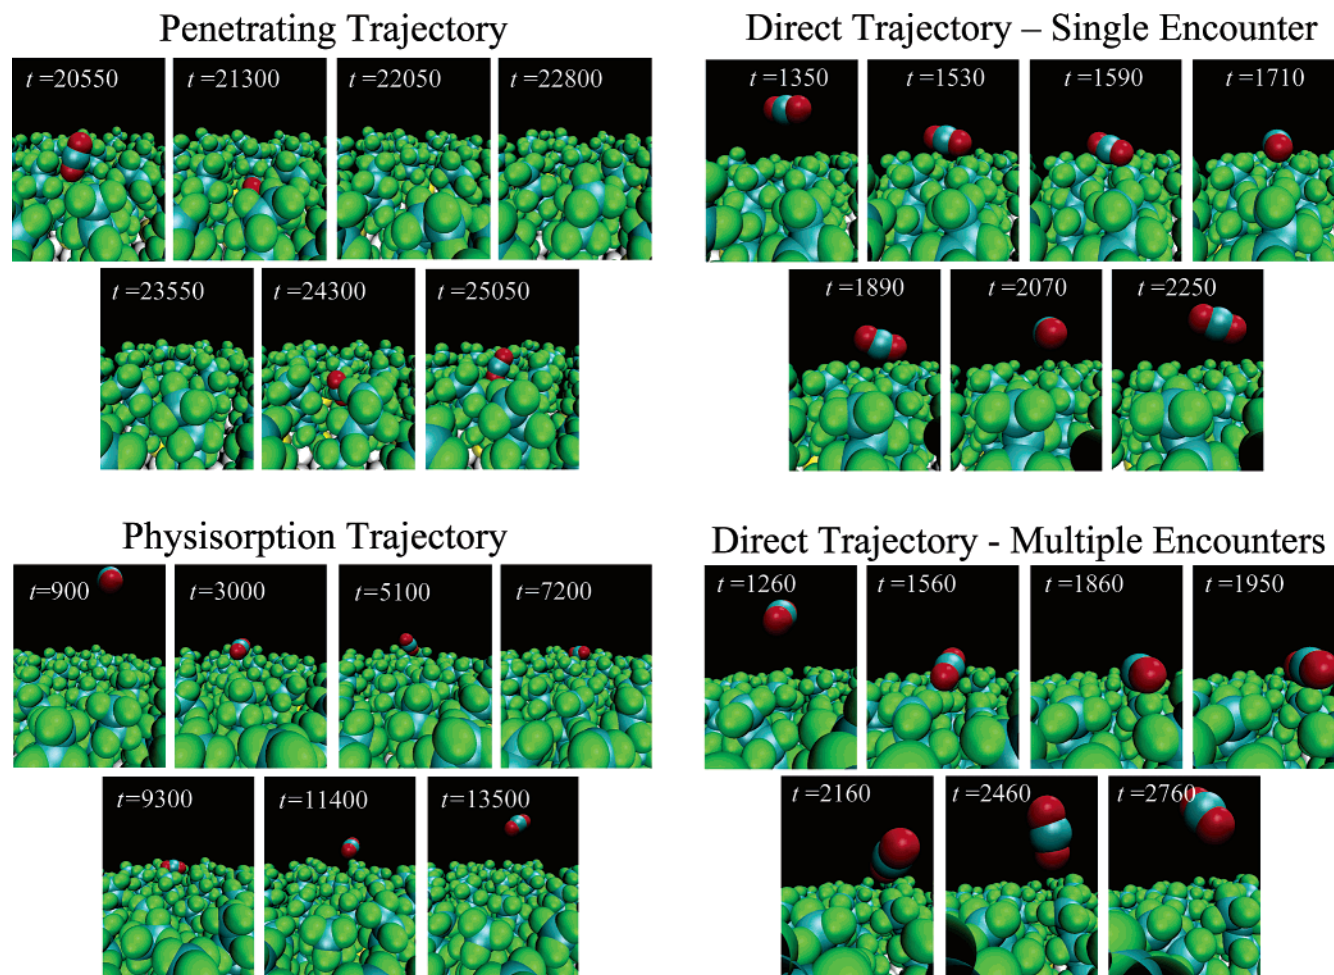 Penetrating Trajectory
t=20550
t=21300
t=22050
t=22800
t=23550
t=24300
t=25050
Direct Trajectory – Single Encounter
t=1350
t=1530
t=1590
t=1710
t=1890
t=2070
t=2250
Physisorption Trajectory
t=900
t=3000
t=5100
t=7200
t=9300
t=11400
t=13500
Direct Trajectory - Multiple Encounters
t=1260
t=1560
t=1860
t=1950
t=2160
t=2460
t=2760